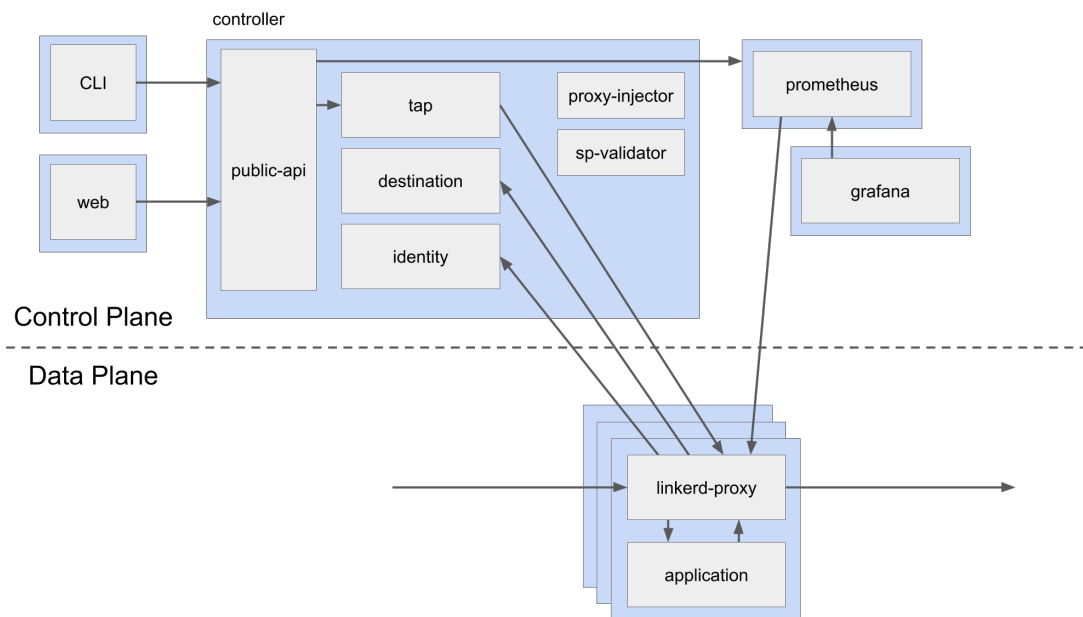 controller
CLI
public-api
tap
proxy-injector
prometheus
sp-validator
web
destination
grafana
identity
Control Plane
Data Plane
linkerd-proxy
application